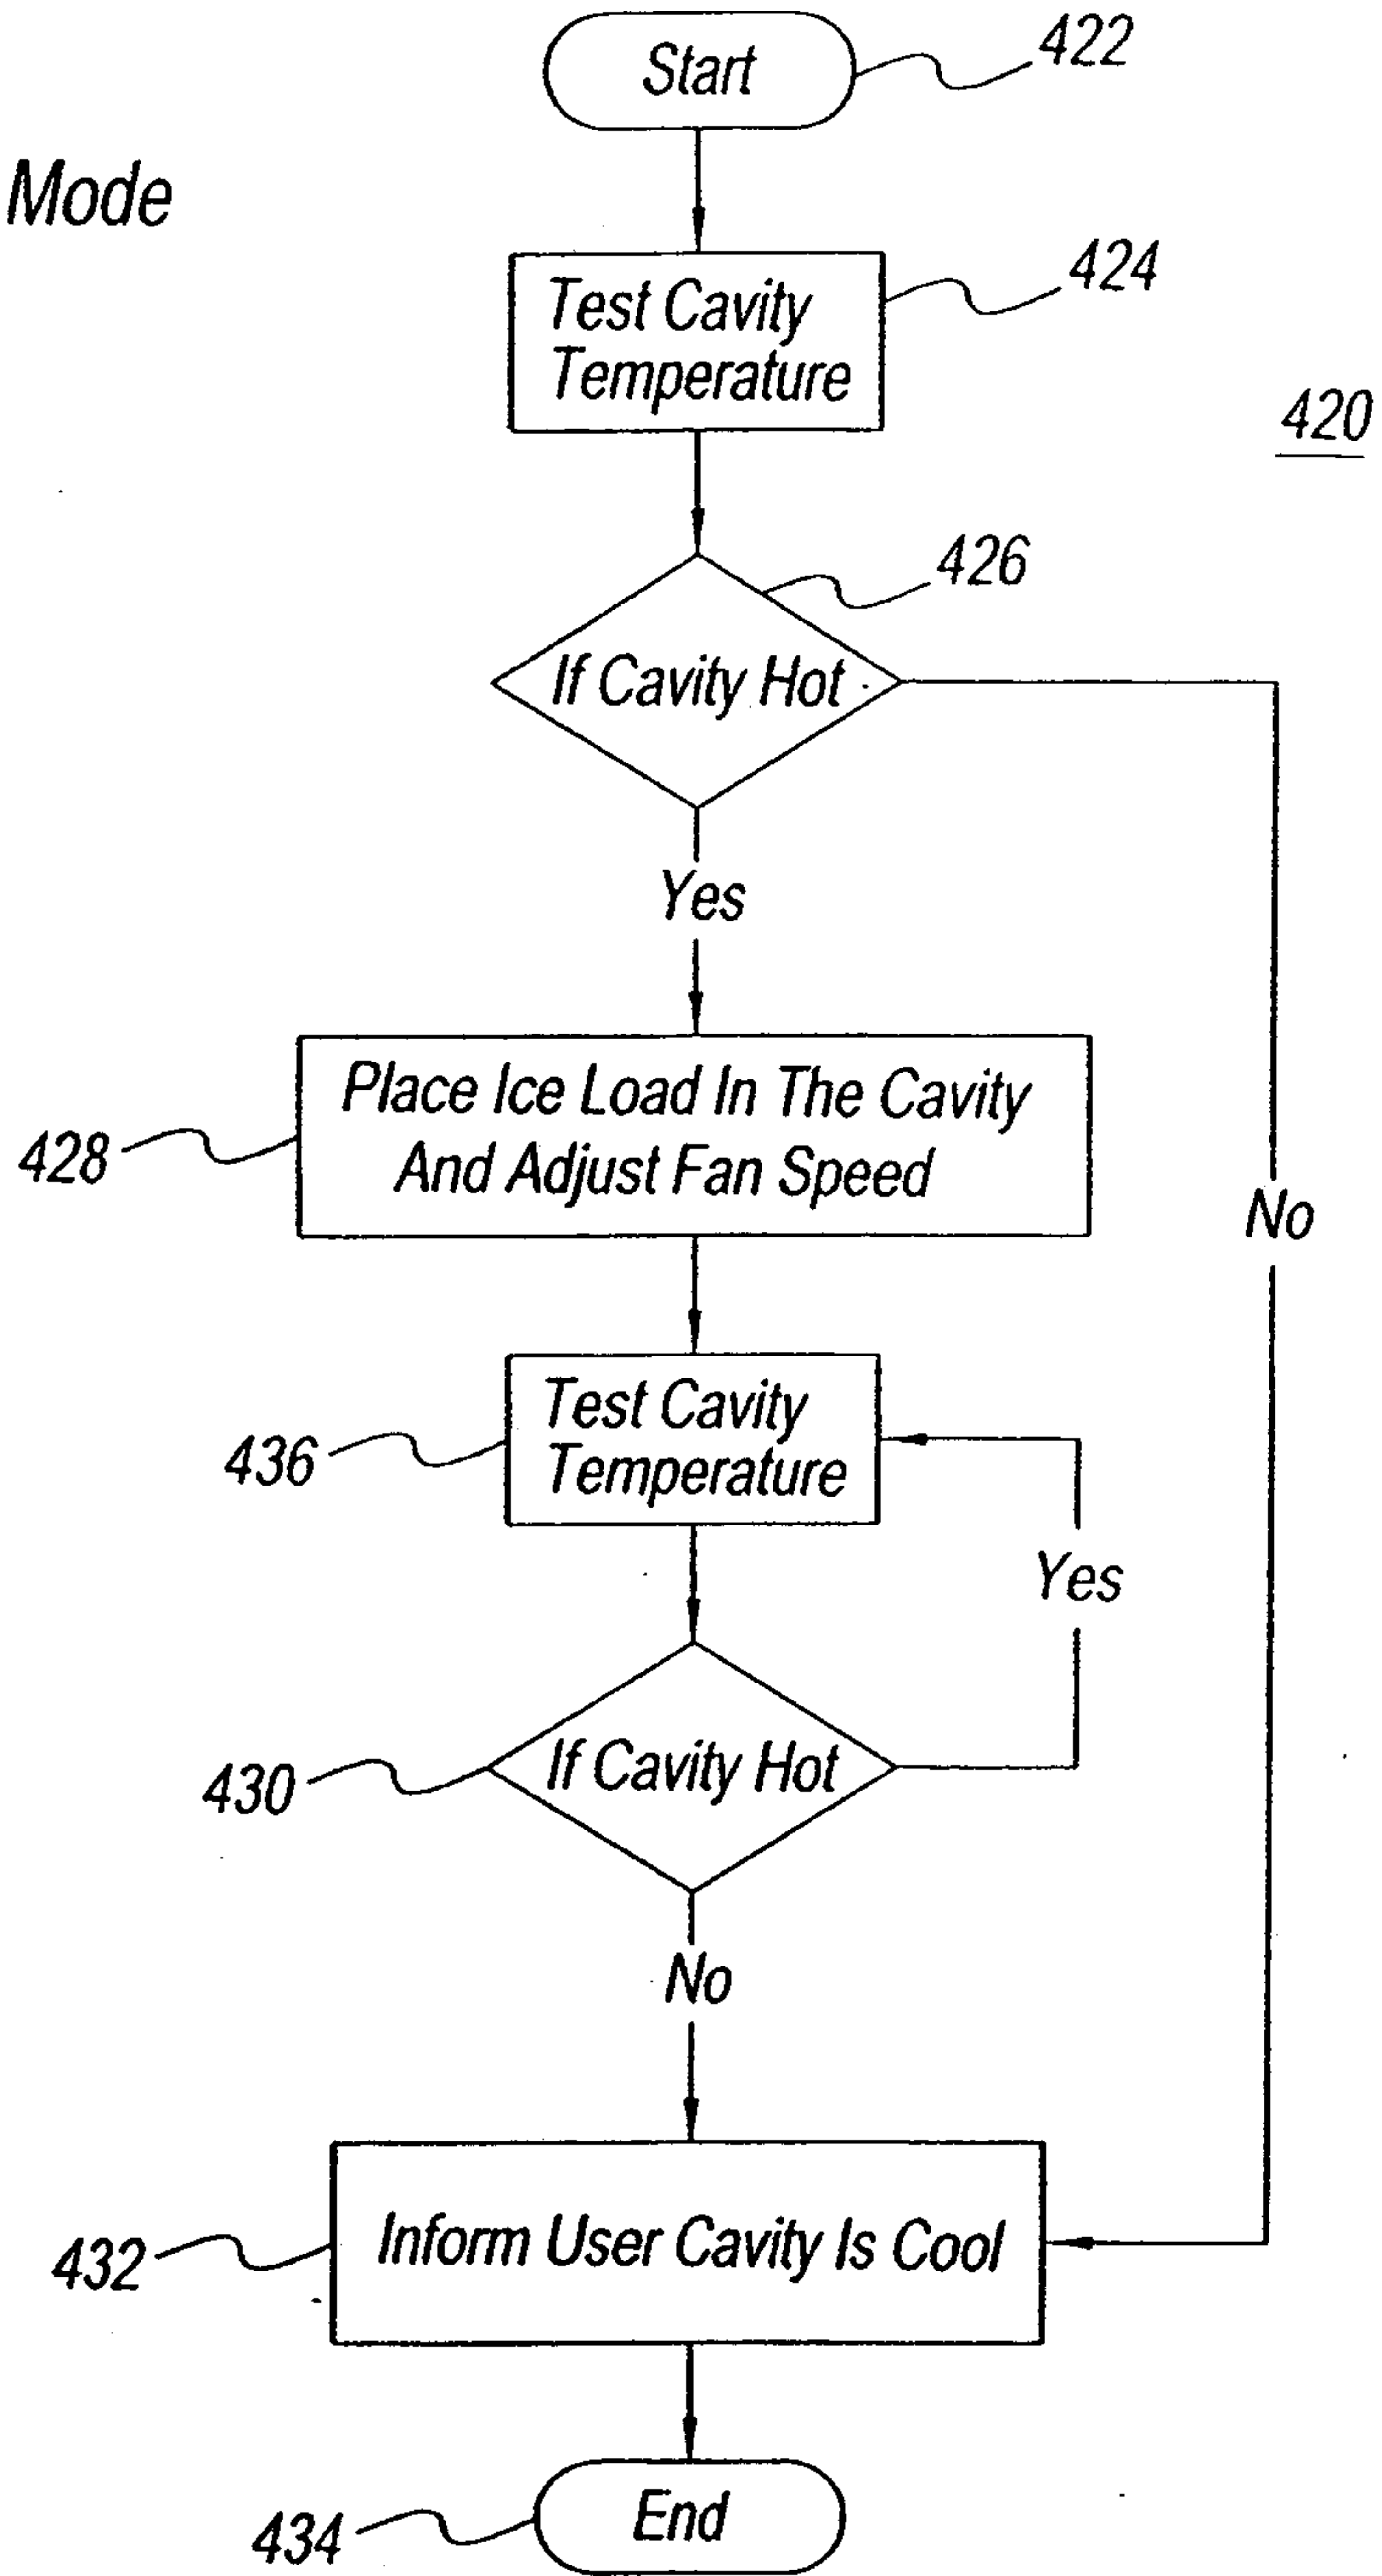 Start
422
Mode
Test Cavity
Temperature
424
420
If Cavity Hot
426
Yes
Place Ice Load In The Cavity
And Adjust Fan Speed
428
No
Test Cavity
Temperature
436
Yes
If Cavity Hot
430
No
Inform User Cavity Is Cool
432
End
434